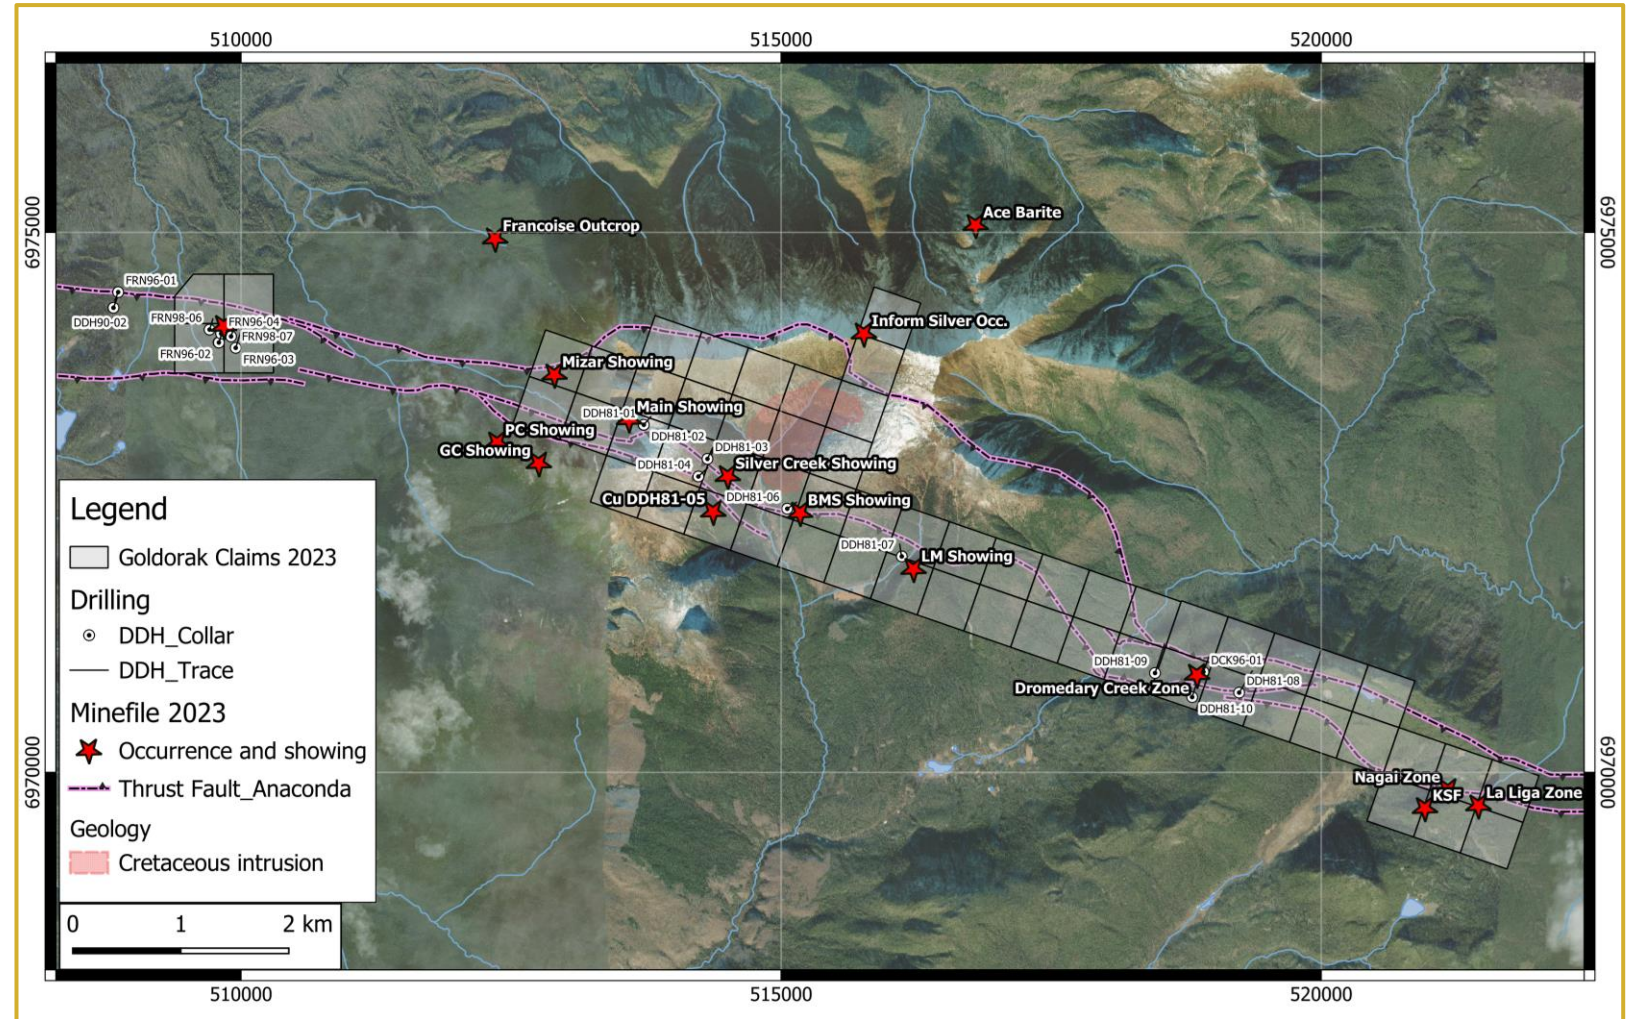 510000
515000
520000
6975000
6975000
Ace Barite
Francoise Outcrop
FRN96-01
DDH90-02
FRN98-06
FRN96-04
FRN98-07
FRN96-02
FRN96-03
Inform Silver Occ.
Mizar Showing
Main Showing
DDH81-01
PC Showing
DDH81-02
GC Showing
DDH81-03
DDH81-04
Silver Creek Showing
Cu DDH81-05
DDH81-06
BMS Showing
DDH81-07
LM Showing
DDH81-09
DCK96-01
Dromedary Creek Zone
DDH81-08
DDH81-10
6970000
6970000
Nagai Zone
KSF
La Liga Zone
Legend
Goldorak Claims 2023
Drilling
DDH_Collar
DDH_Trace
Minefile 2023
Occurrence and showing
Thrust Fault_Anaconda
Geology
Cretaceous intrusion
0 1 2 km
510000
515000
520000